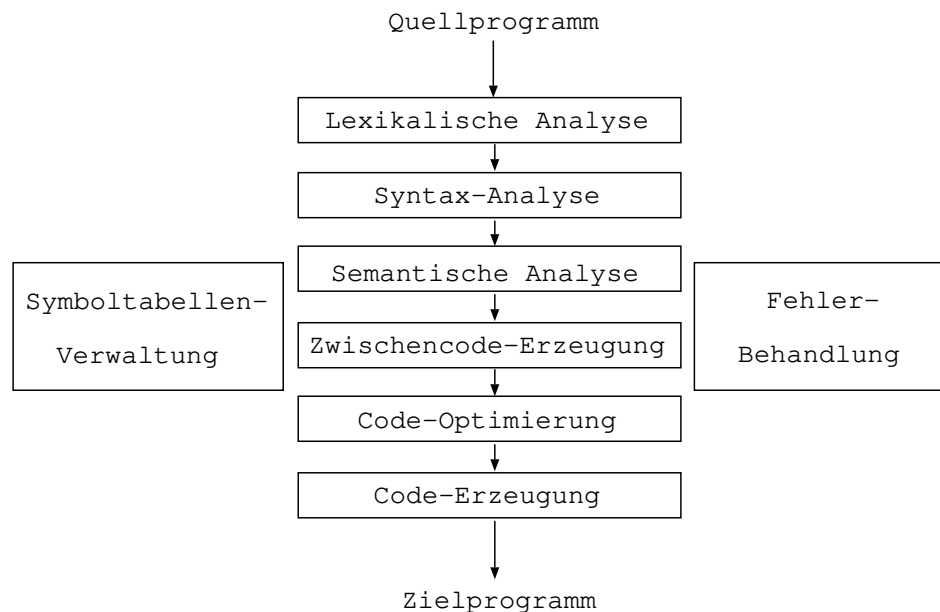 Quellprogramm
Lexikalische Analyse
Syntax-Analyse
Semantische Analyse
Symboltabellen-
Verwaltung
Fehler-
Behandlung
Zwischencode-Erzeugung
Code-Optimierung
Code-Erzeugung
Zielprogramm